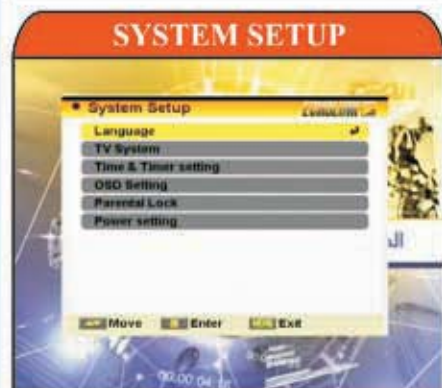 SYSTEM SETUP
System Setup
Language
TV System
Time & Timer setting
OSD Setting
Parental Lock
Power setting
Move Enter Exit